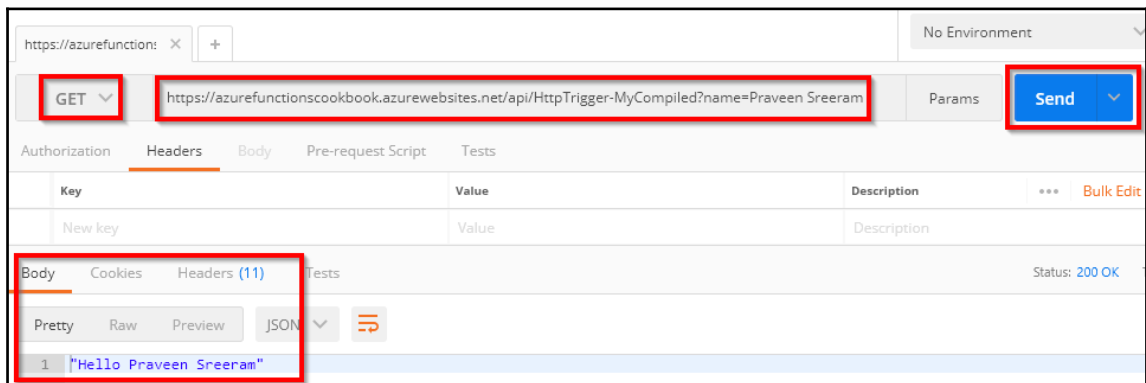 https://azurefunction: × +
No Environment
GET https://azurefunctionscookbook.azurewebsites.net/api/HttpTrigger-MyCompiled?name=Praveen Sreeram Params Send
Authorization Headers Body Pre-request Script Tests
Key Value Description ••• Bulk Edit
New key Value Description
Body Cookies Headers (11) Tests Status: 200 OK
Pretty Raw Preview JSON
1 "Hello Praveen Sreeram"